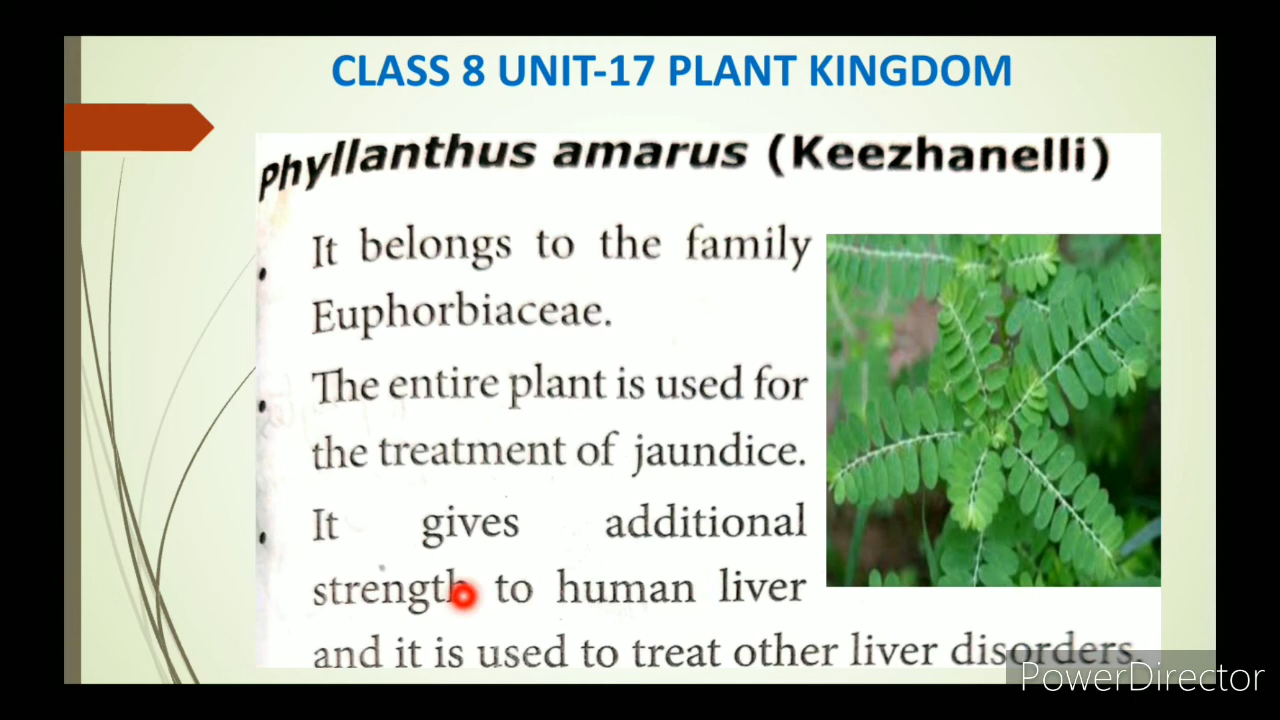 CLASS 8 UNIT-17 PLANT KINGDOM
Phyllanthus amarus (Keezhanelli)
It belongs to the family
Euphorbiaceae.
The entire plant is used for
the treatment of jaundice.
It gives additional
strength to human liver
and it is used to treat other liver disorders.
PowerDirector